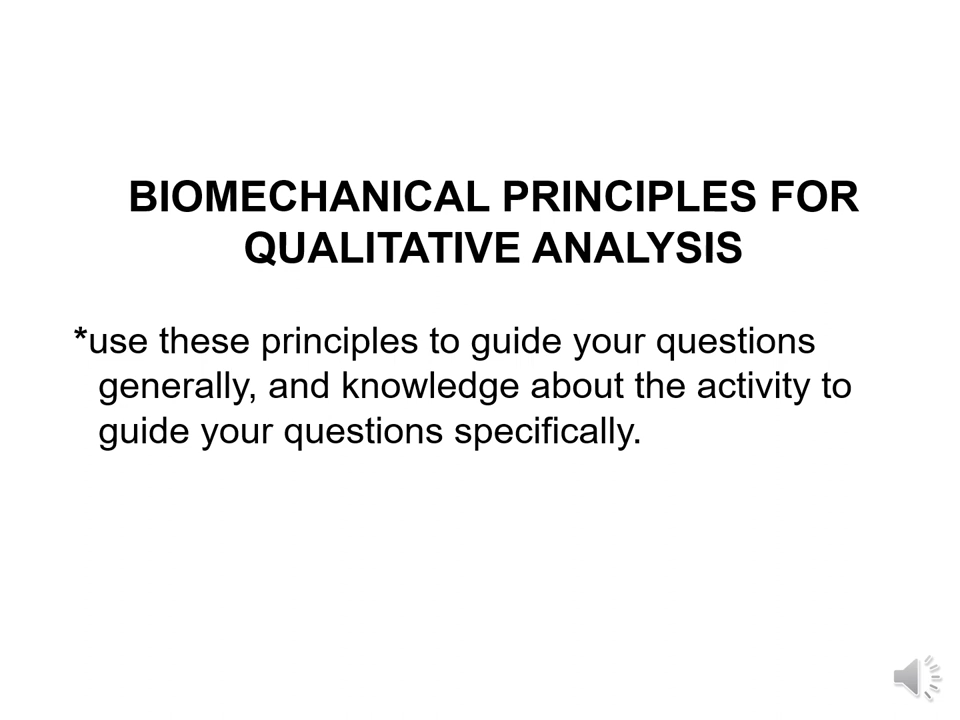 BIOMECHANICAL PRINCIPLES FOR
QUALITATIVE ANALYSIS
*use these principles to guide your questions
generally, and knowledge about the activity to
guide your questions specifically.